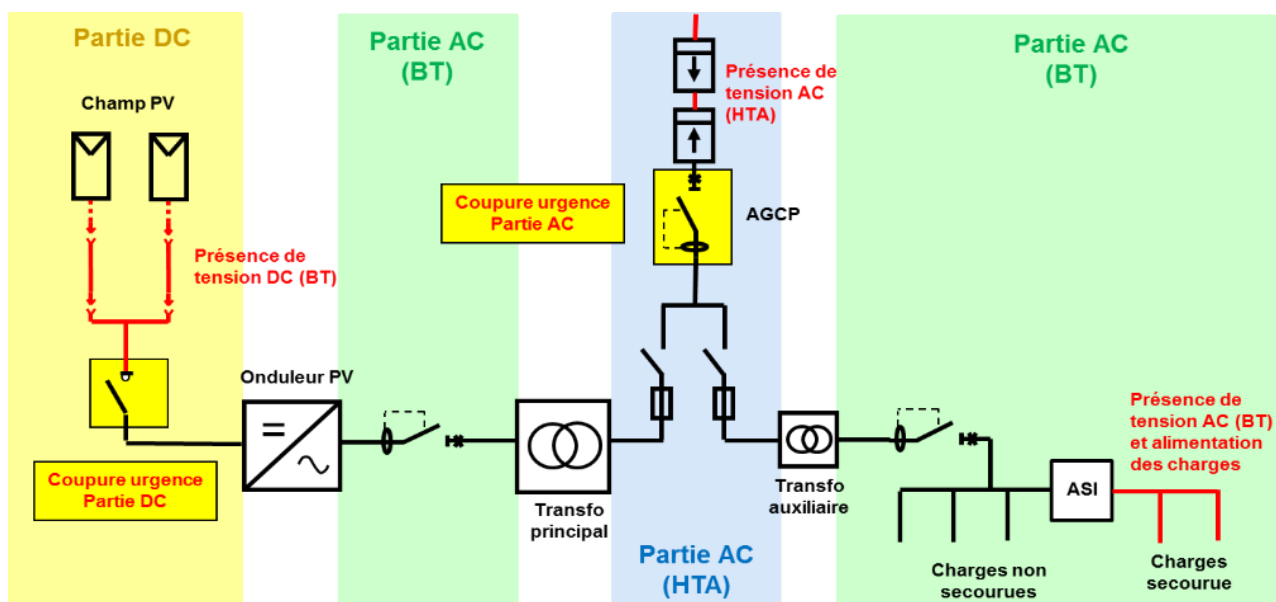 Partie DC
Champ PV
Présence de
tension DC (BT)
Coupure urgence
Partie DC
Onduleur PV
Partie AC
(BT)
Coupure urgence
Partie AC
Transfo
principal
Présence de
tension AC
(HTA)
AGCP
Partie AC
(HTA)
Transfo
auxiliaire
Partie AC
(BT)
Présence de
tension AC (BT)
et alimentation
des charges
ASI
Charges non
secourues
Charges
secourue